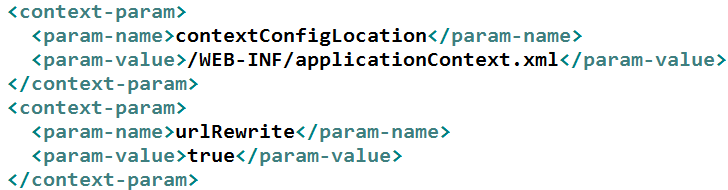 <context-param>
<param-name>contextConfigLocation</param-name>
<param-value>/WEB-INF/applicationContext.xml</param-value>
</context-param>
<context-param>
<param-name>urlRewrite</param-name>
<param-value>true</param-value>
</context-param>